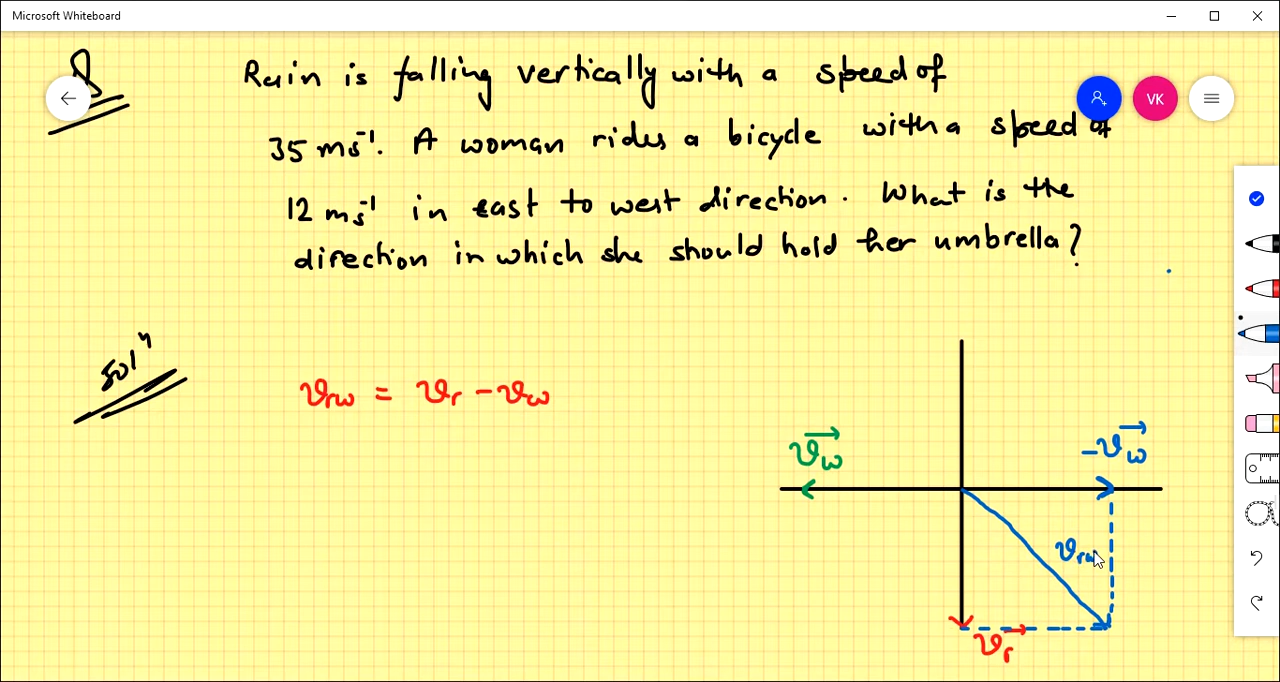 Microsoft Whiteboard
Q
Rain is falling vertically with a speed of
VK
35 ms⁻¹. A woman rides a bicycle with a speed of
12 ms⁻¹ in east to west direction. What is the
direction in which she should hold her umbrella?
Solⁿ
vrw = vr - vw
vw
-vw
vrw
vr